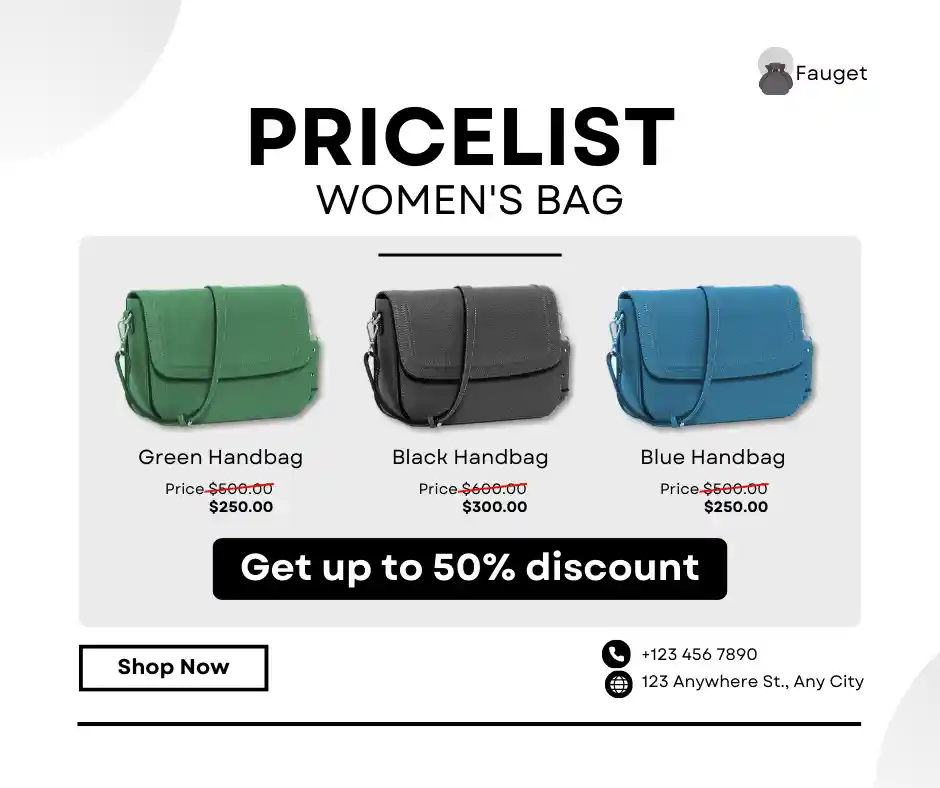 Fauget
PRICELIST
WOMEN'S BAG
Green Handbag
Price $500.00
$250.00
Black Handbag
Price $600.00
$300.00
Blue Handbag
Price $500.00
$250.00
Get up to 50% discount
Shop Now
+123 456 7890
123 Anywhere St., Any City